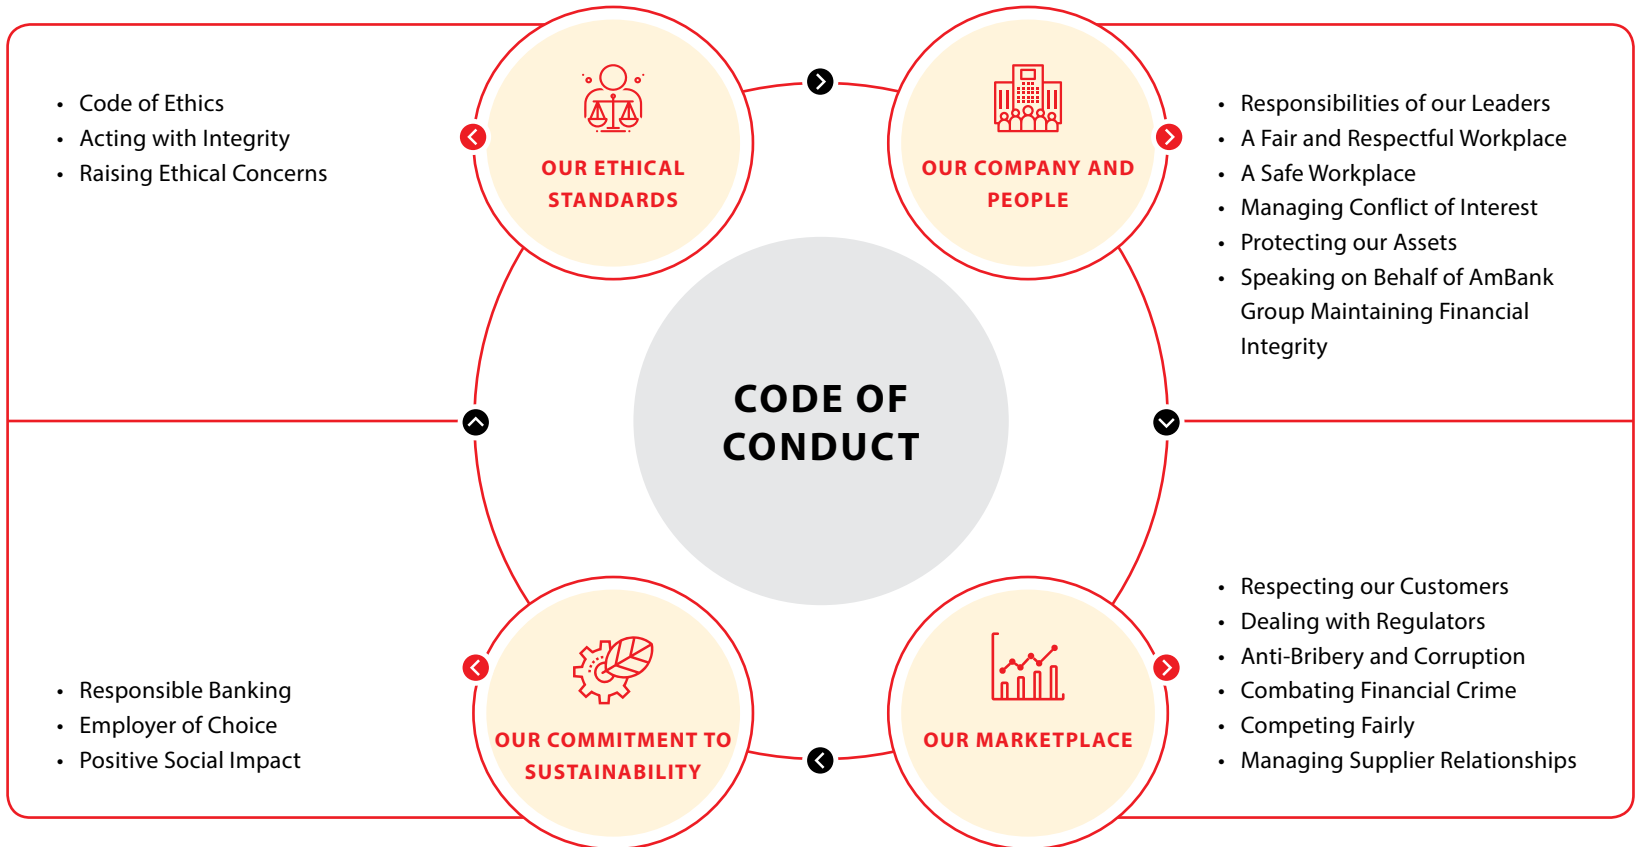 • Code of Ethics
• Acting with Integrity
• Raising Ethical Concerns
OUR ETHICAL
STANDARDS
OUR COMPANY AND
PEOPLE
• Responsibilities of our Leaders
• A Fair and Respectful Workplace
• A Safe Workplace
• Managing Conflict of Interest
• Protecting our Assets
• Speaking on Behalf of AmBank
Group Maintaining Financial
Integrity
CODE OF
CONDUCT
• Responsible Banking
• Employer of Choice
• Positive Social Impact
OUR COMMITMENT TO
SUSTAINABILITY
OUR MARKETPLACE
• Respecting our Customers
• Dealing with Regulators
• Anti-Bribery and Corruption
• Combating Financial Crime
• Competing Fairly
• Managing Supplier Relationships